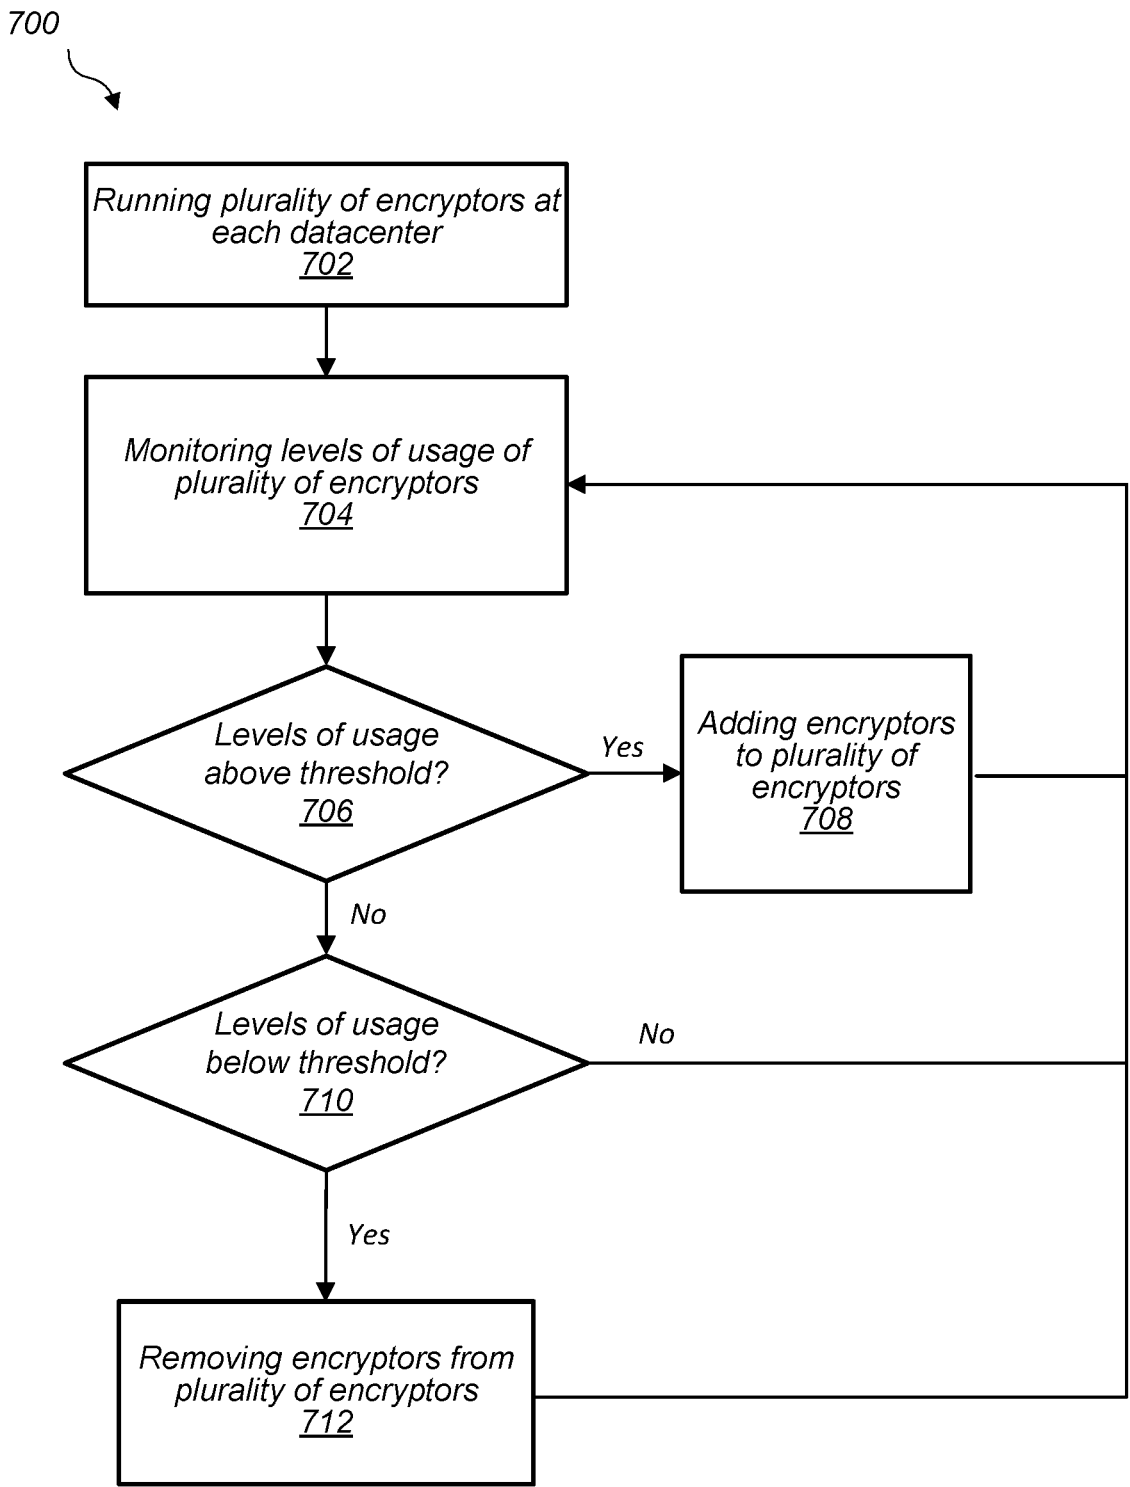 700
Running plurality of encryptors at
each datacenter
702
Monitoring levels of usage of
plurality of encryptors
704
Levels of usage
above threshold?
706
Yes
Adding encryptors
to plurality of
encryptors
708
No
Levels of usage
below threshold?
710
No
Yes
Removing encryptors from
plurality of encryptors
712